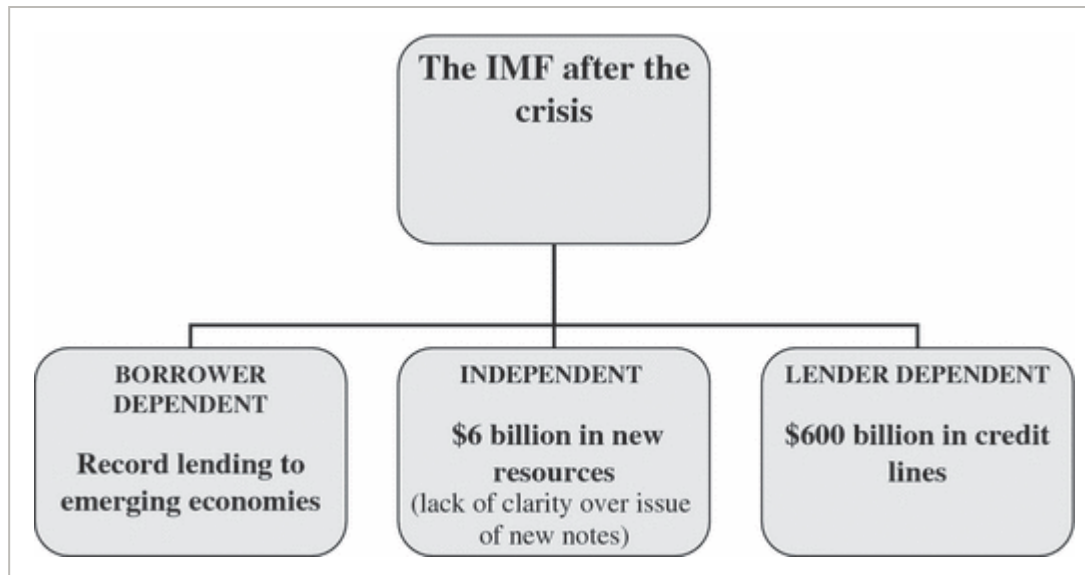 The IMF after the
crisis
BORROWER
DEPENDENT
Record lending to
emerging economies
INDEPENDENT
$6 billion in new
resources
(lack of clarity over issue
of new notes)
LENDER DEPENDENT
$600 billion in credit
lines